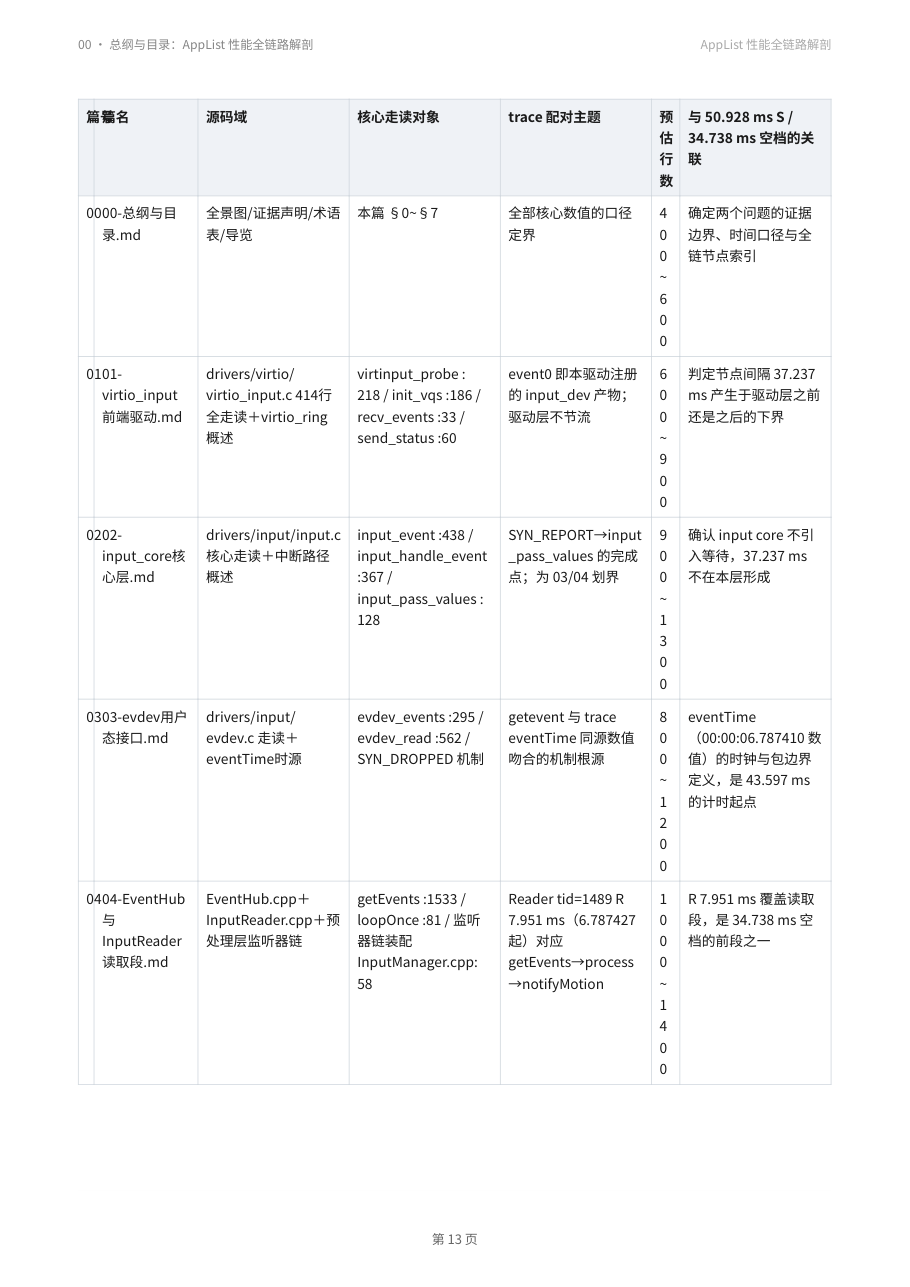 00 · 总纲与目录：AppList 性能全链路解剖
AppList 性能全链路解剖
篇号
篇名
源码域
核心走读对象
trace 配对主题
预
估
行
数
与 50.928 ms S /
34.738 ms 空档的关
联
00
00-总纲与目
录.md
全景图/证据声明/术语
表/导览
本篇 §0~§7
全部核心数值的口径
定界
4
0
0
~
6
0
0
确定两个问题的证据
边界、时间口径与全
链节点索引
01
01-
virtio_input
前端驱动.md
drivers/virtio/
virtio_input.c 414行
全走读＋virtio_ring
概述
virtinput_probe :
218 / init_vqs :186 /
recv_events :33 /
send_status :60
event0 即本驱动注册
的 input_dev 产物；
驱动层不节流
6
0
0
~
9
0
0
判定节点间隔 37.237
ms 产生于驱动层之前
还是之后的下界
02
02-
input_core核
心层.md
drivers/input/input.c
核心走读＋中断路径
概述
input_event :438 /
input_handle_event
:367 /
input_pass_values :
128
SYN_REPORT→input
_pass_values 的完成
点；为 03/04 划界
9
0
0
~
1
3
0
0
确认 input core 不引
入等待，37.237 ms
不在本层形成
03
03-evdev用户
态接口.md
drivers/input/
evdev.c 走读＋
eventTime时源
evdev_events :295 /
evdev_read :562 /
SYN_DROPPED 机制
getevent 与 trace
eventTime 同源数值
吻合的机制根源
8
0
0
~
1
2
0
0
eventTime
（00:00:06.787410 数
值）的时钟与包边界
定义，是 43.597 ms
的计时起点
04
04-EventHub
与
InputReader
读取段.md
EventHub.cpp＋
InputReader.cpp＋预
处理层监听器链
getEvents :1533 /
loopOnce :81 / 监听
器链装配
InputManager.cpp:
58
Reader tid=1489 R
7.951 ms（6.787427
起）对应
getEvents→process
→notifyMotion
1
0
0
0
~
1
4
0
0
R 7.951 ms 覆盖读取
段，是 34.738 ms 空
档的前段之一
第 13 页